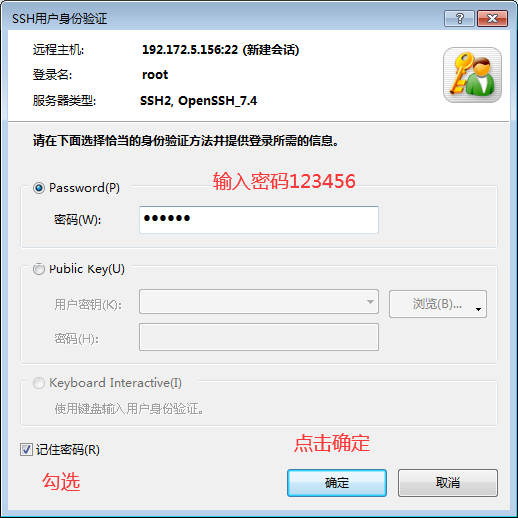 SSH用户身份验证
远程主机: 192.172.5.156:22 (新建会话)
登录名: root
服务器类型: SSH2, OpenSSH_7.4
请在下面选择恰当的身份验证方法并提供登录所需的信息。
输入密码123456
Password(P)
密码(W): ●●●●●●
Public Key(U)
用户密钥(K): 浏览(B)...
密码(H):
Keyboard Interactive(I)
使用键盘输入用户身份验证。
点击确定
记住密码(R)
勾选
确定 取消